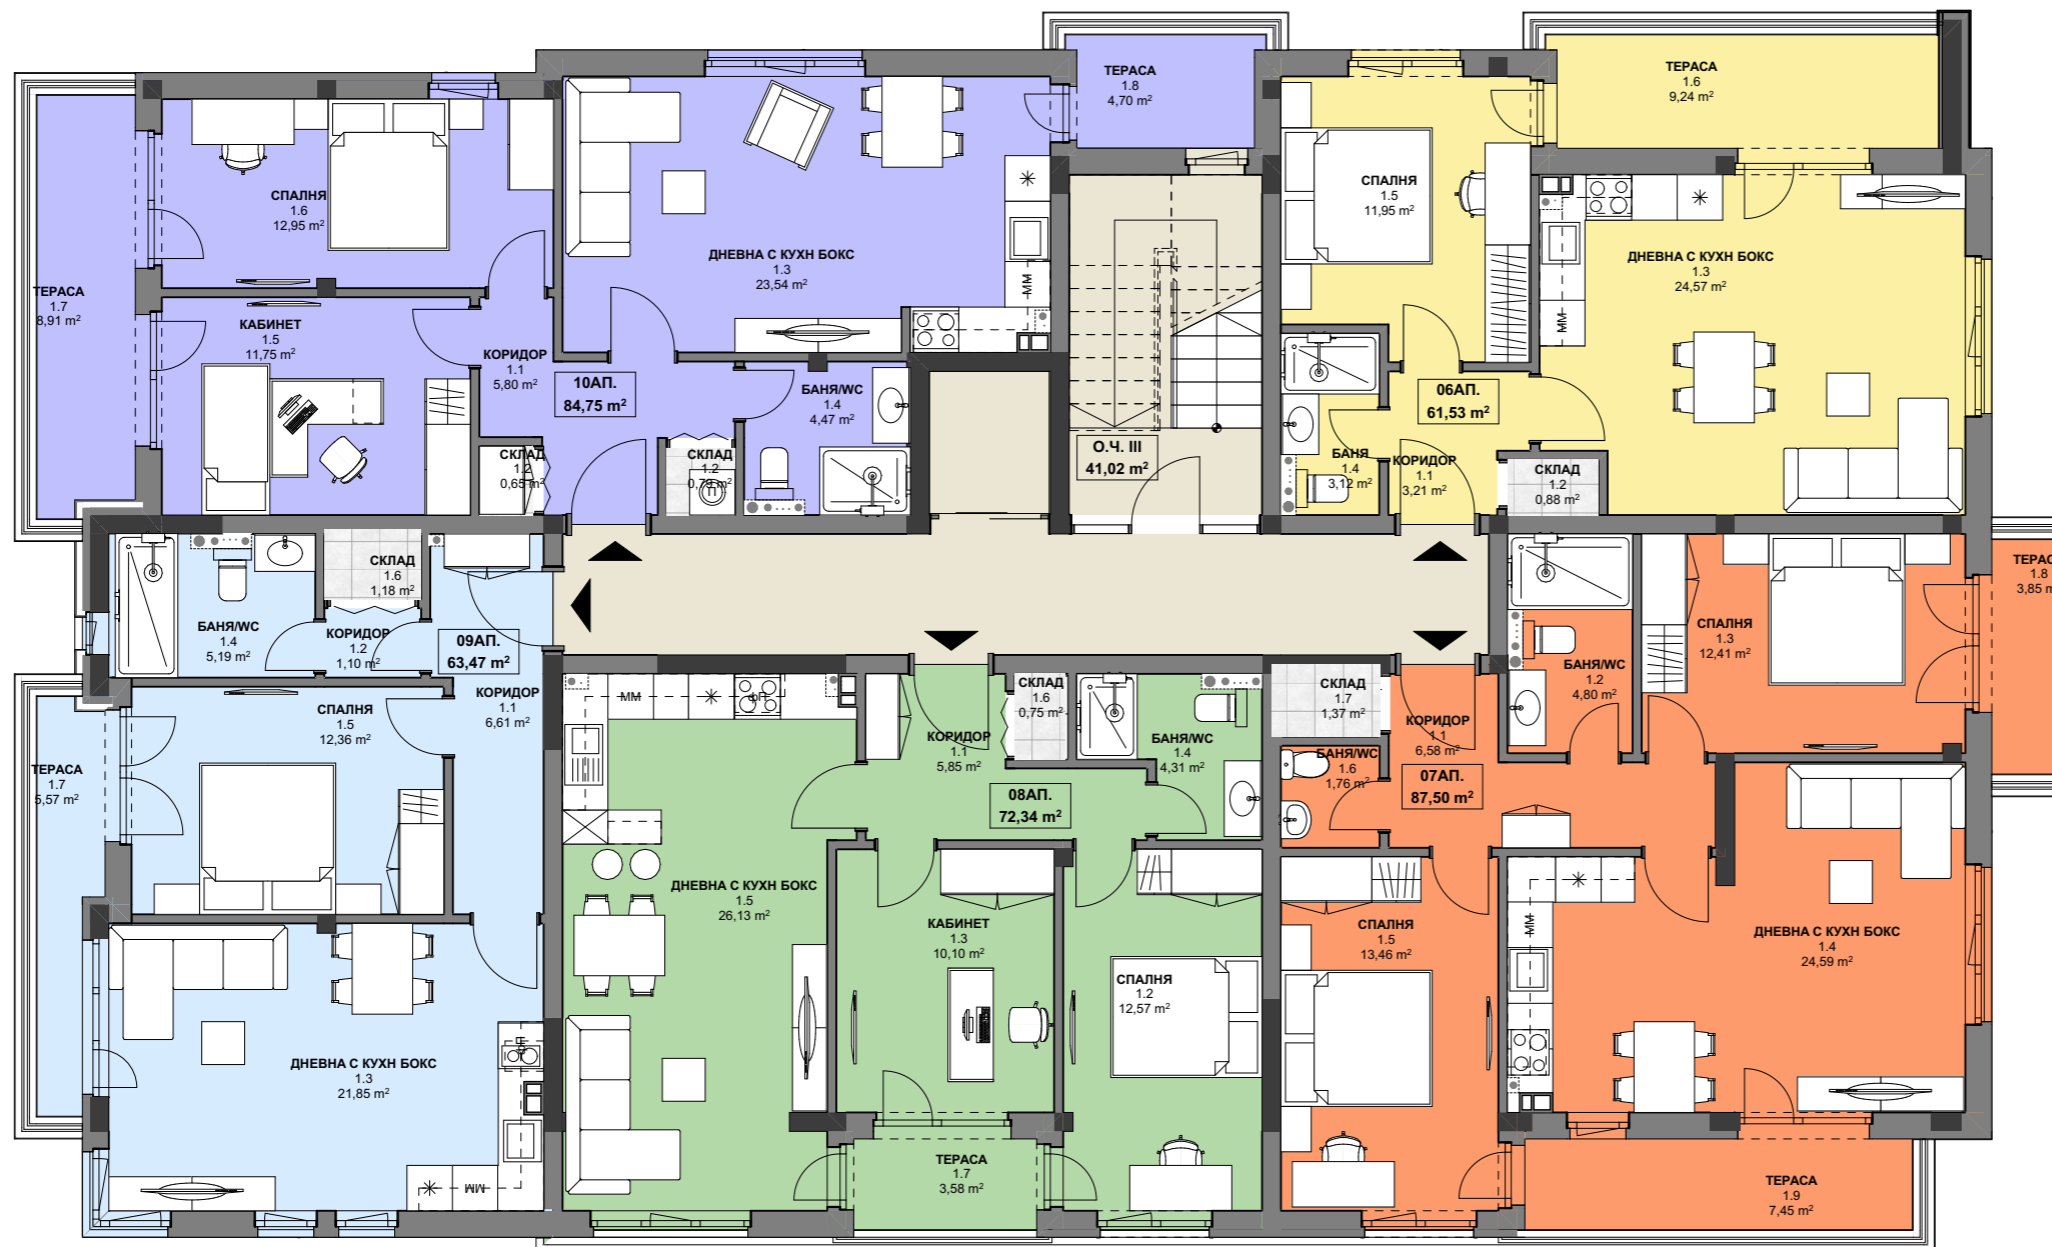 ТЕРАСА
1.7
8,91 m²
СПАЛНЯ
1.6
12,95 m²
КАБИНЕТ
1.5
11,75 m²
КОРИДОР
1.1
5,80 m²
10АП.
84,75 m²
ДНЕВНА С КУХН БОКС
1.3
23,54 m²
ММ
ТЕРАСА
1.8
4,70 m²
БАНЯ/WC
1.4
4,47 m²
СКЛАД
1.2
0,65 m²
СКЛАД
1.2
0,79 m²
О.Ч. III
41,02 m²
СПАЛНЯ
1.5
11,95 m²
ТЕРАСА
1.6
9,24 m²
ДНЕВНА С КУХН БОКС
1.3
24,57 m²
ММ
06АП.
61,53 m²
БАНЯ
1.4
3,12 m²
КОРИДОР
1.1
3,21 m²
СКЛАД
1.2
0,88 m²
БАНЯ/WC
1.4
5,19 m²
СКЛАД
1.6
1,18 m²
КОРИДОР
1.2
1,10 m²
09АП.
63,47 m²
КОРИДОР
1.1
6,61 m²
СПАЛНЯ
1.5
12,36 m²
ТЕРАСА
1.7
5,57 m²
ДНЕВНА С КУХН БОКС
1.3
21,85 m²
ММ
ММ
фП
КОРИДОР
1.1
5,85 m²
СКЛАД
1.6
0,75 m²
БАНЯ/WC
1.4
4,31 m²
08АП.
72,34 m²
ДНЕВНА С КУХН БОКС
1.5
26,13 m²
КАБИНЕТ
1.3
10,10 m²
СПАЛНЯ
1.2
12,57 m²
ТЕРАСА
1.7
3,58 m²
СКЛАД
1.7
1,37 m²
КОРИДОР
1.1
6,58 m²
БАНЯ/WC
1.6
1,76 m²
07АП.
87,50 m²
БАНЯ/WC
1.2
4,80 m²
СПАЛНЯ
1.3
12,41 m²
ТЕРАС
1.8
3,85 m
СПАЛНЯ
1.5
13,46 m²
ММ
ДНЕВНА С КУХН БОКС
1.4
24,59 m²
ТЕРАСА
1.9
7,45 m²